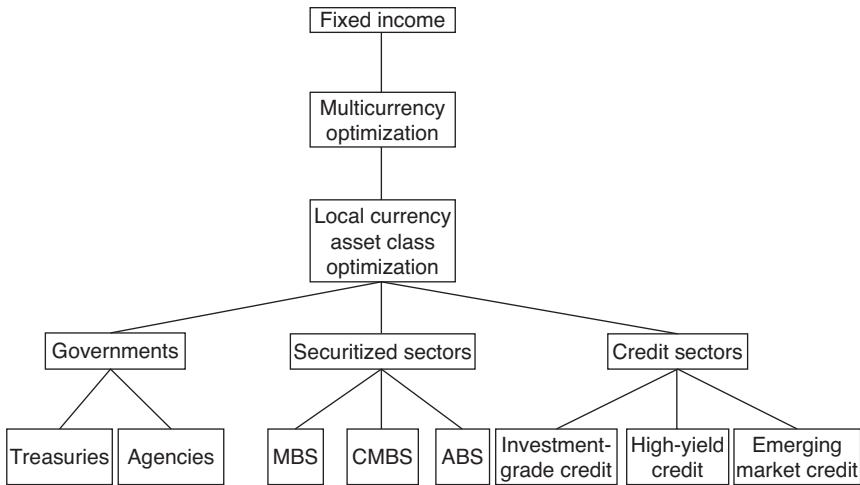 Fixed income
Multicurrency
optimization
Local currency
asset class
optimization
Governments
Securitized sectors
Credit sectors
Treasuries
Agencies
MBS
CMBS
ABS
Investment-
grade credit
High-yield
credit
Emerging
market credit